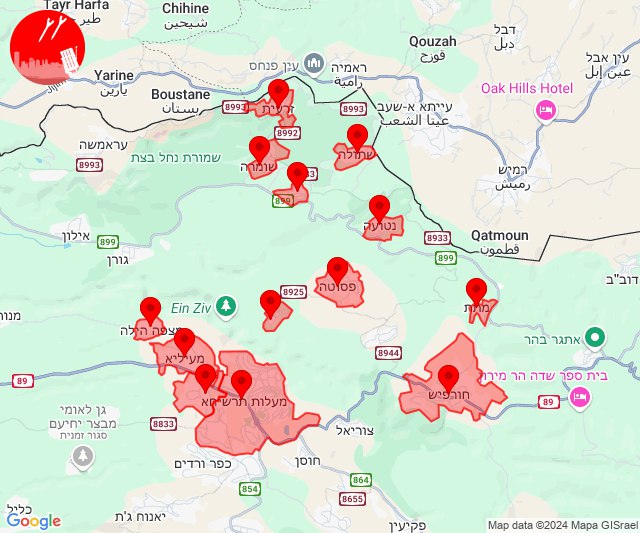 Tayr Harfa
طير حرفا
Chihine
شيحين
Qouzah
قوزح
דבל
دبل
ראמיה
رامية
עין פנחס
עין אבל
عين إبل
Yarine
يارين
Boustane
بستان
Oak Hills Hotel
8993
זרעית
8993
עייתא א-שעב
عيتا الشعب
8992
עראמשה
8993
שמורת נחל בצת
שומרה
שתולה
רמיש
رميش
899
נטועה
אילון
899
גורן
8933
899
Qatmoun
قطمون
דוב"ב
פסוטה
8925
Ein Ziv
מתת
מצפה הילה
מעיליא
אתגר בהר
8944
בית ספר שדה הר מירון
89
חורפיש
89
מעלות תרשיחא
גן לאומי
מבצר יחיעם
סגור זמנית
8833
צוריאל
חוסן
כפר ורדים
854
864
8655
כליל
יאנוח ג'ת
פקיעין
Google
Map data ©2024 Mapa GISrael